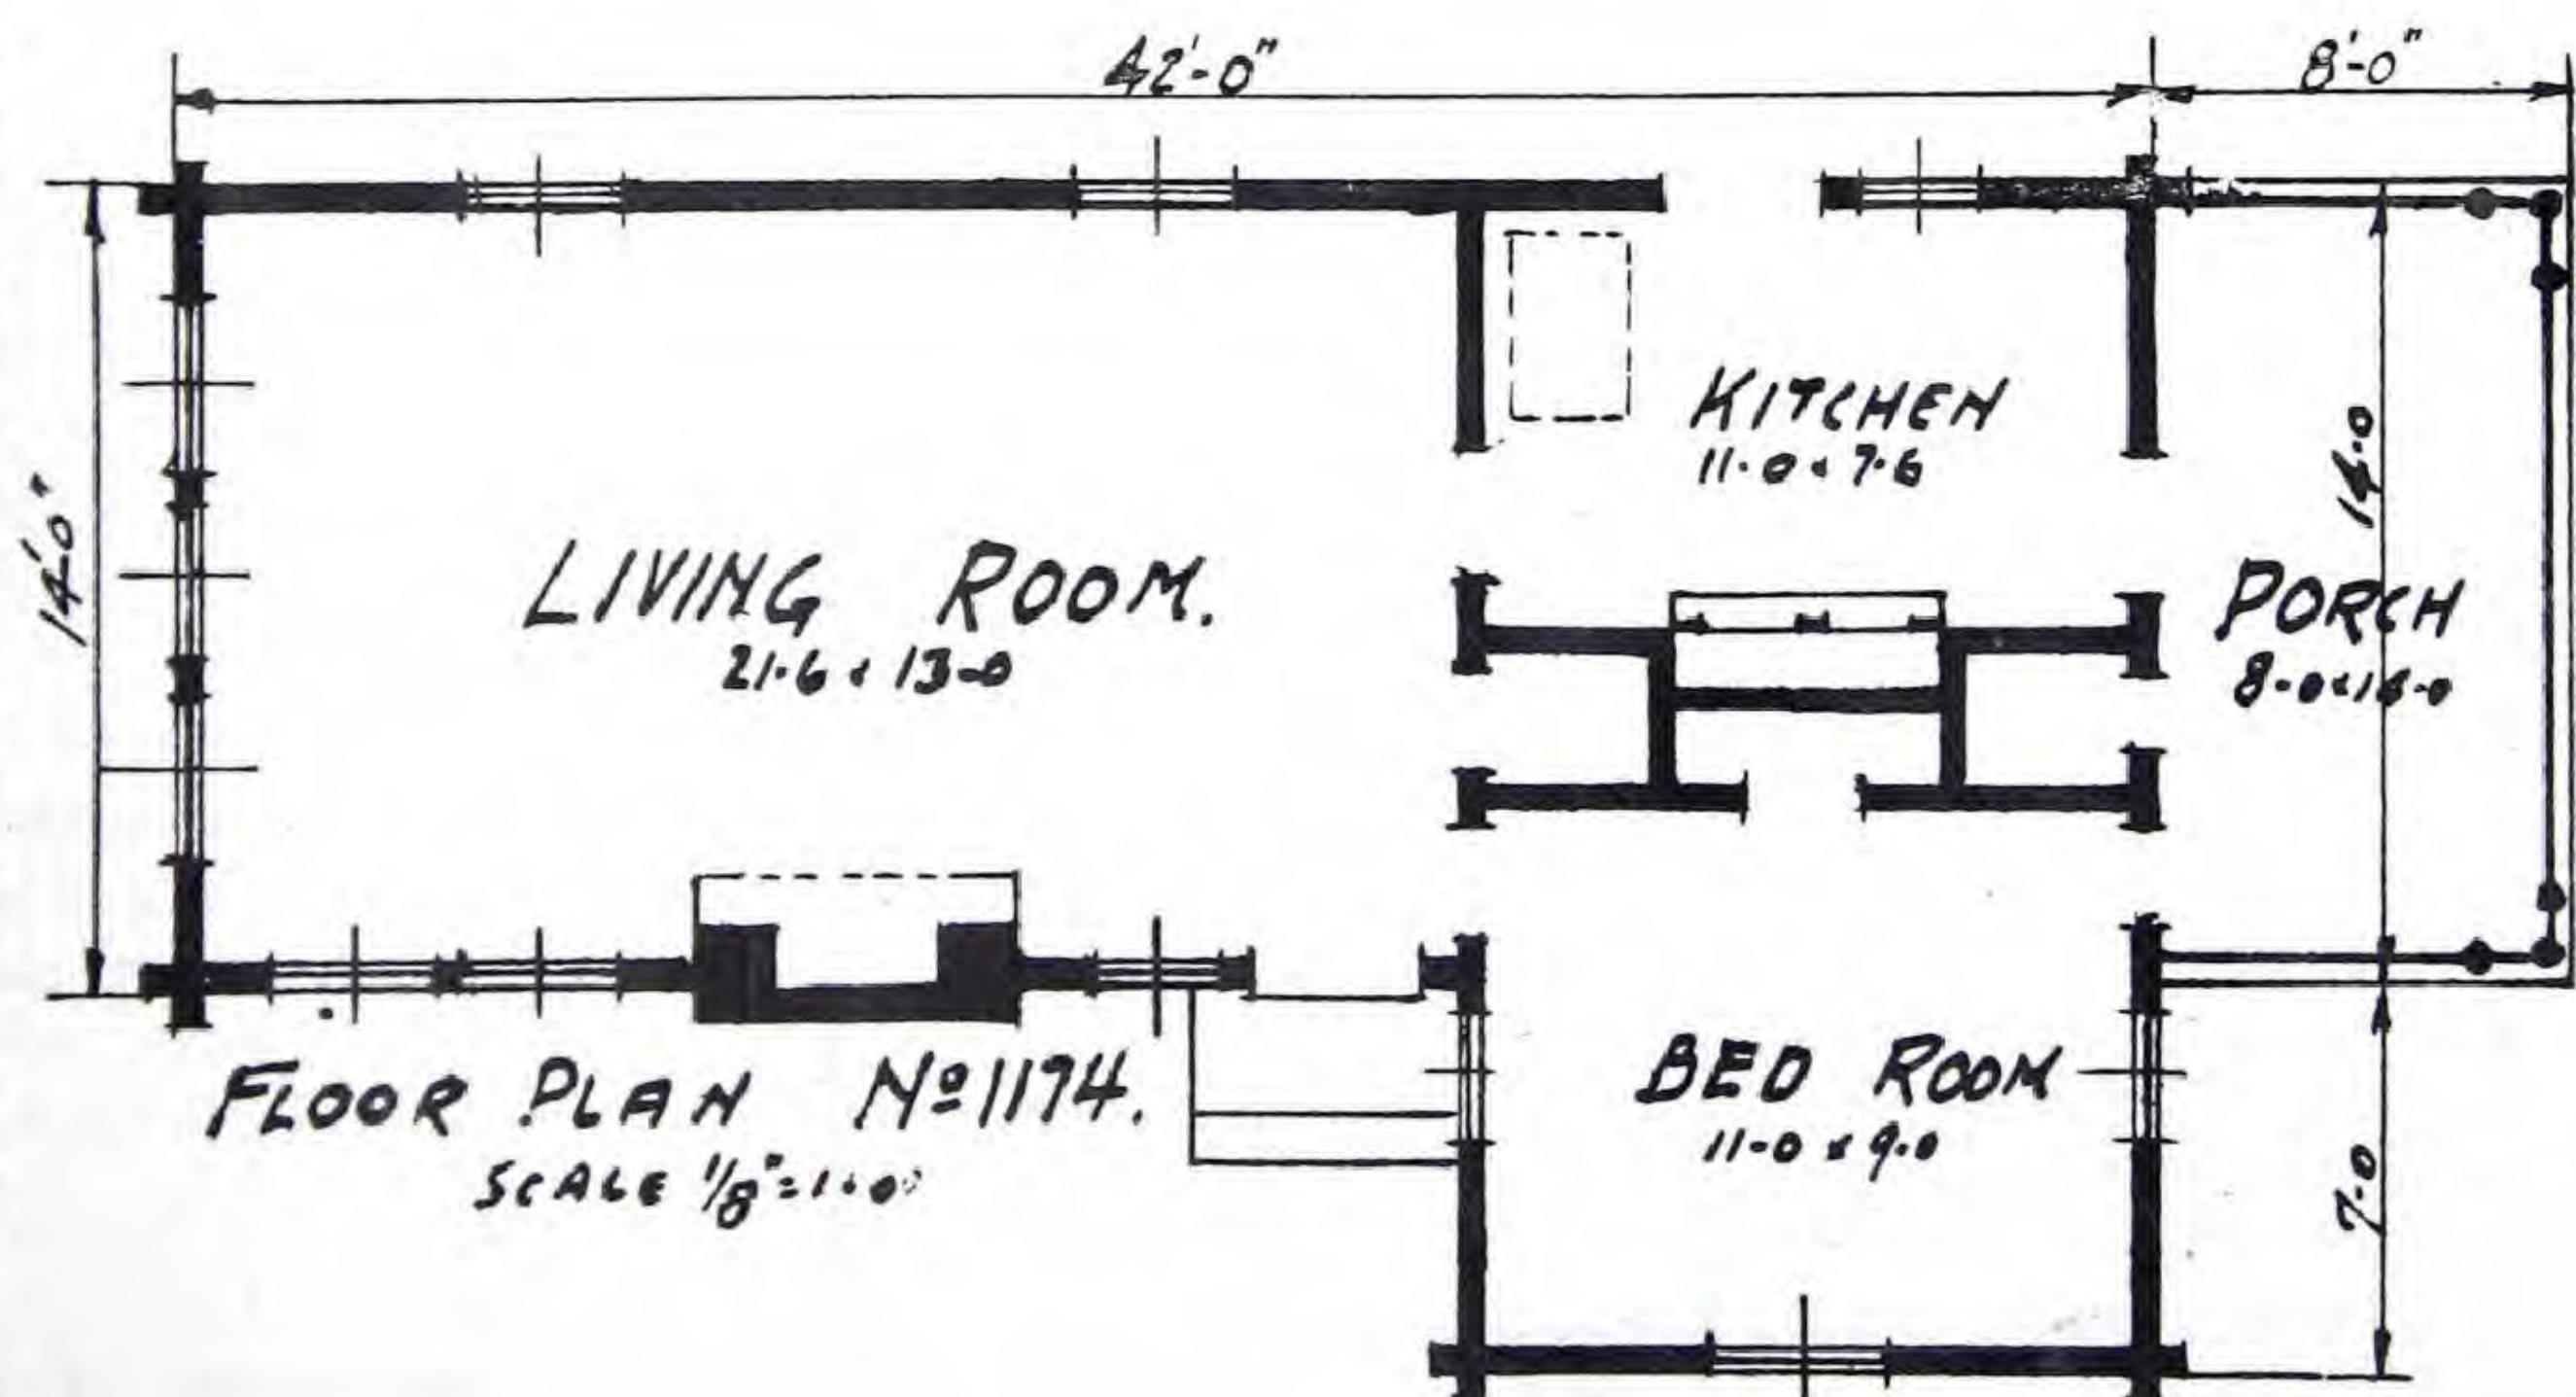 42'-0"
8'-0"
14'-0"
KITCHEN
11-0 x 7-6
14-0
LIVING ROOM.
21-6 x 13-0
PORCH
8-0 x 14-0
FLOOR PLAN Nº 1174.
SCALE 1/8" = 1-0"
BED ROOM
11-0 x 9-0
7-0